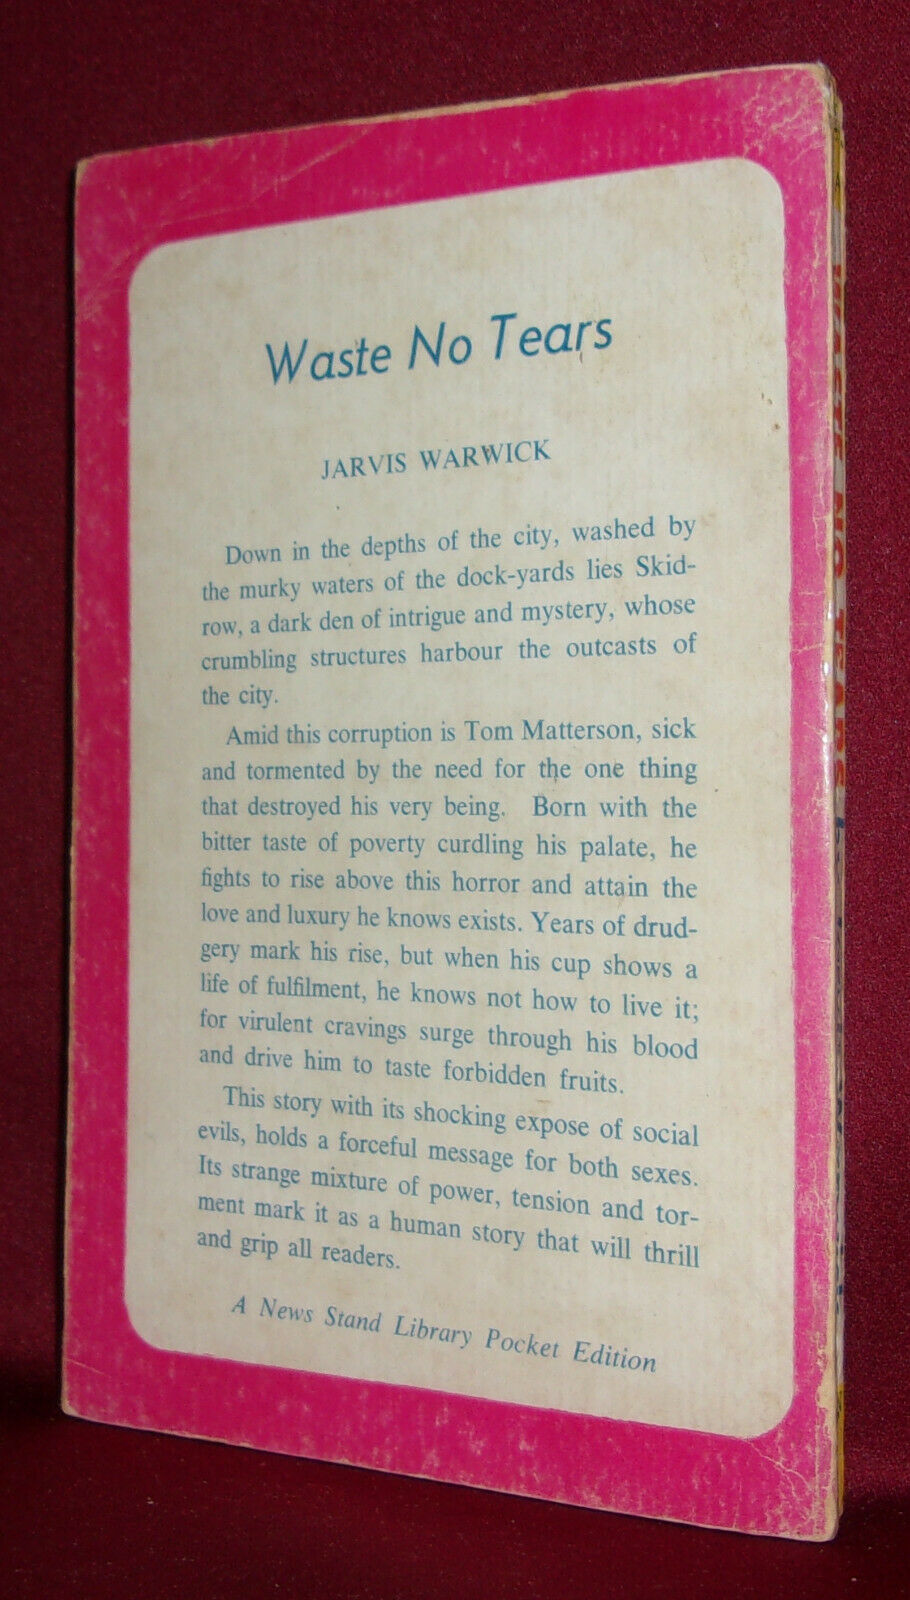 Waste No Tears
JARVIS WARWICK
Down in the depths of the city, washed by
the murky waters of the dock-yards lies Skid-
row, a dark den of intrigue and mystery, whose
crumbling structures harbour the outcasts of
the city.
Amid this corruption is Tom Matterson, sick
and tormented by the need for the one thing
that destroyed his very being. Born with the
bitter taste of poverty curdling his palate, he
fights to rise above this horror and attain the
love and luxury he knows exists. Years of drud-
gery mark his rise, but when his cup shows a
life of fulfilment, he knows not how to live it;
for virulent cravings surge through his blood
and drive him to taste forbidden fruits.
This story with its shocking expose of social
evils, holds a forceful message for both sexes.
Its strange mixture of power, tension and tor-
ment mark it as a human story that will thrill
and grip all readers.
A News Stand Library Pocket Edition
WASTE NO TEARS